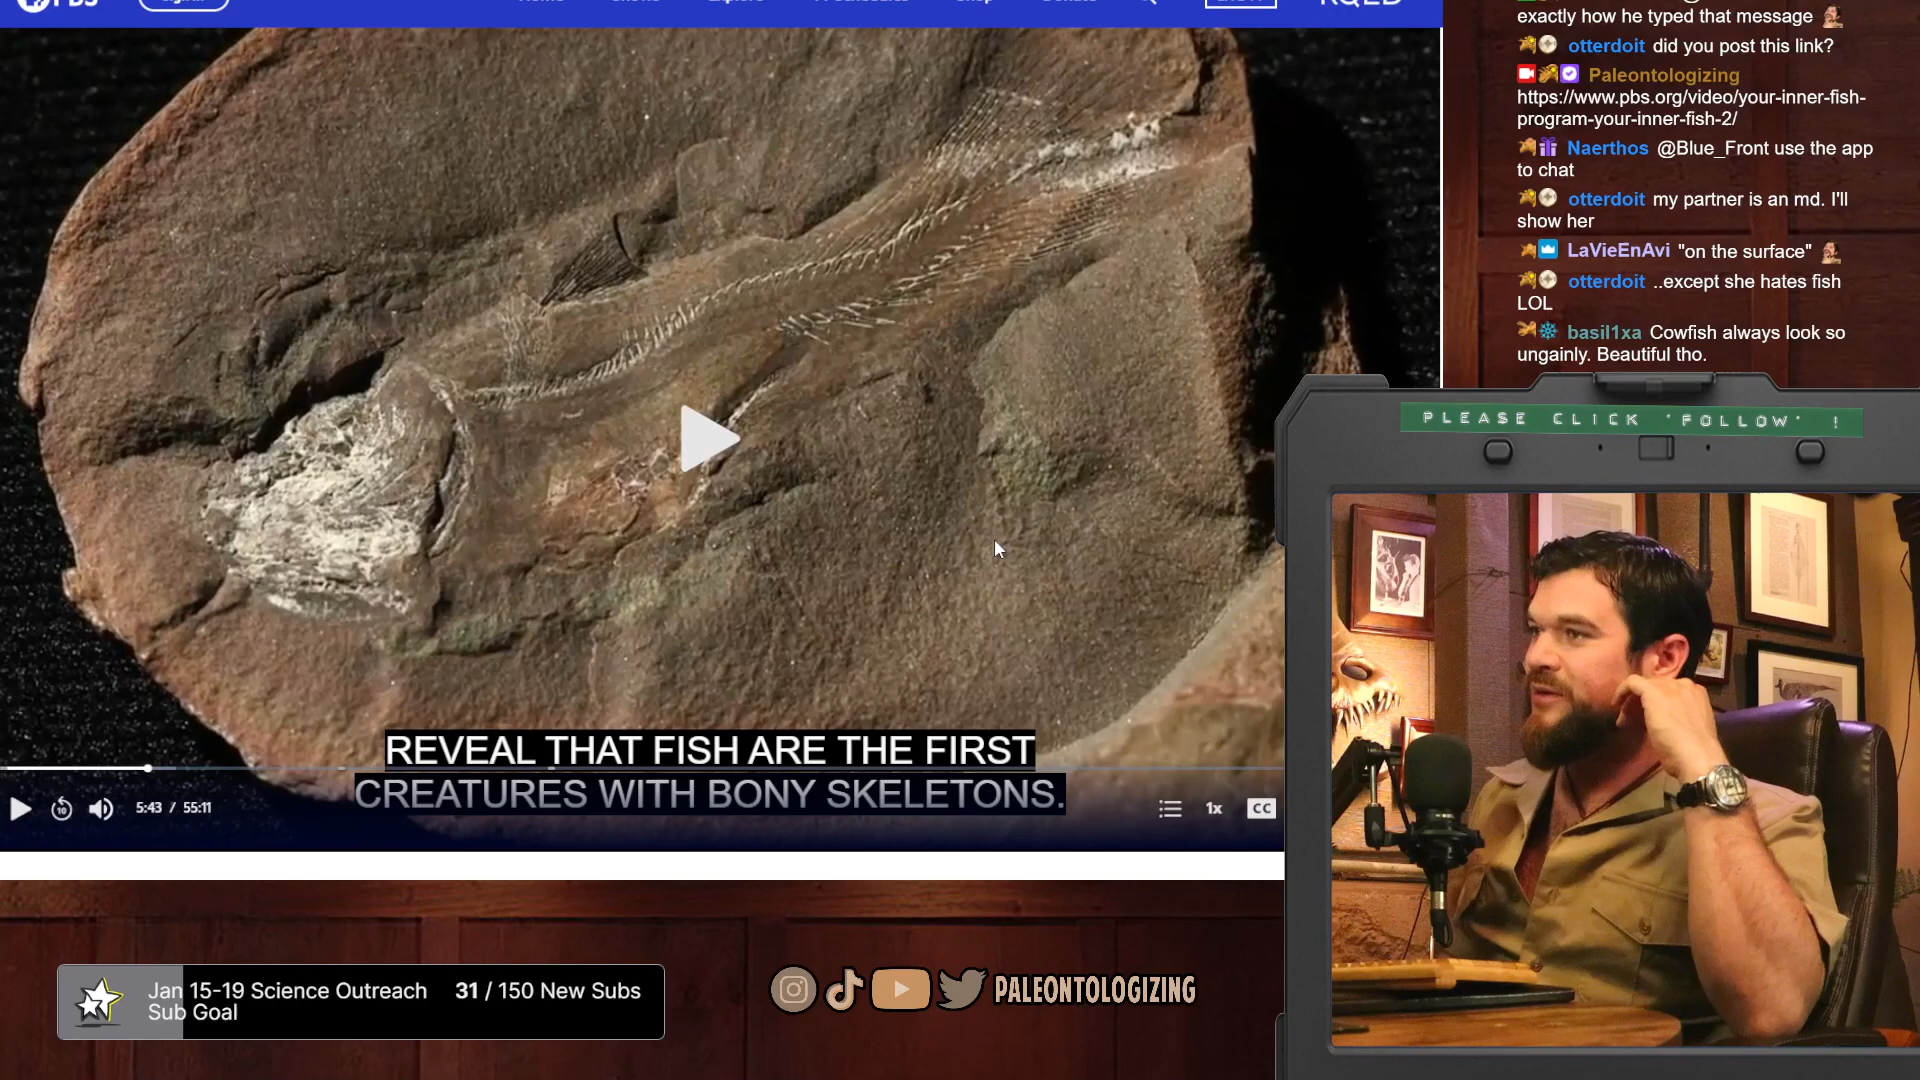 PBS
exactly how he typed that message
otterdoit did you post this link?
Paleontologizing
https://www.pbs.org/video/your-inner-fish-
program-your-inner-fish-2/
Naerthos @Blue_Front use the app
to chat
otterdoit my partner is an md. I'll
show her
LaVieEnAvi "on the surface"
otterdoit ..except she hates fish
LOL
basil1xa Cowfish always look so
ungainly. Beautiful tho.
PLEASE CLICK "FOLLOW" !
REVEAL THAT FISH ARE THE FIRST
CREATURES WITH BONY SKELETONS.
10
5:43 / 55:11
1x
CC
Jan 15-19 Science Outreach 31 / 150 New Subs
Sub Goal
PALEONTOLOGIZING